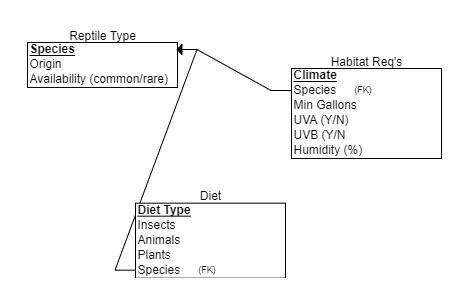 Reptile Type
Species
Origin
Availability (common/rare)
Habitat Req's
Climate
Species (FK)
Min Gallons
UVA (Y/N)
UVB (Y/N
Humidity (%)
Diet
Diet Type
Insects
Animals
Plants
Species (FK)